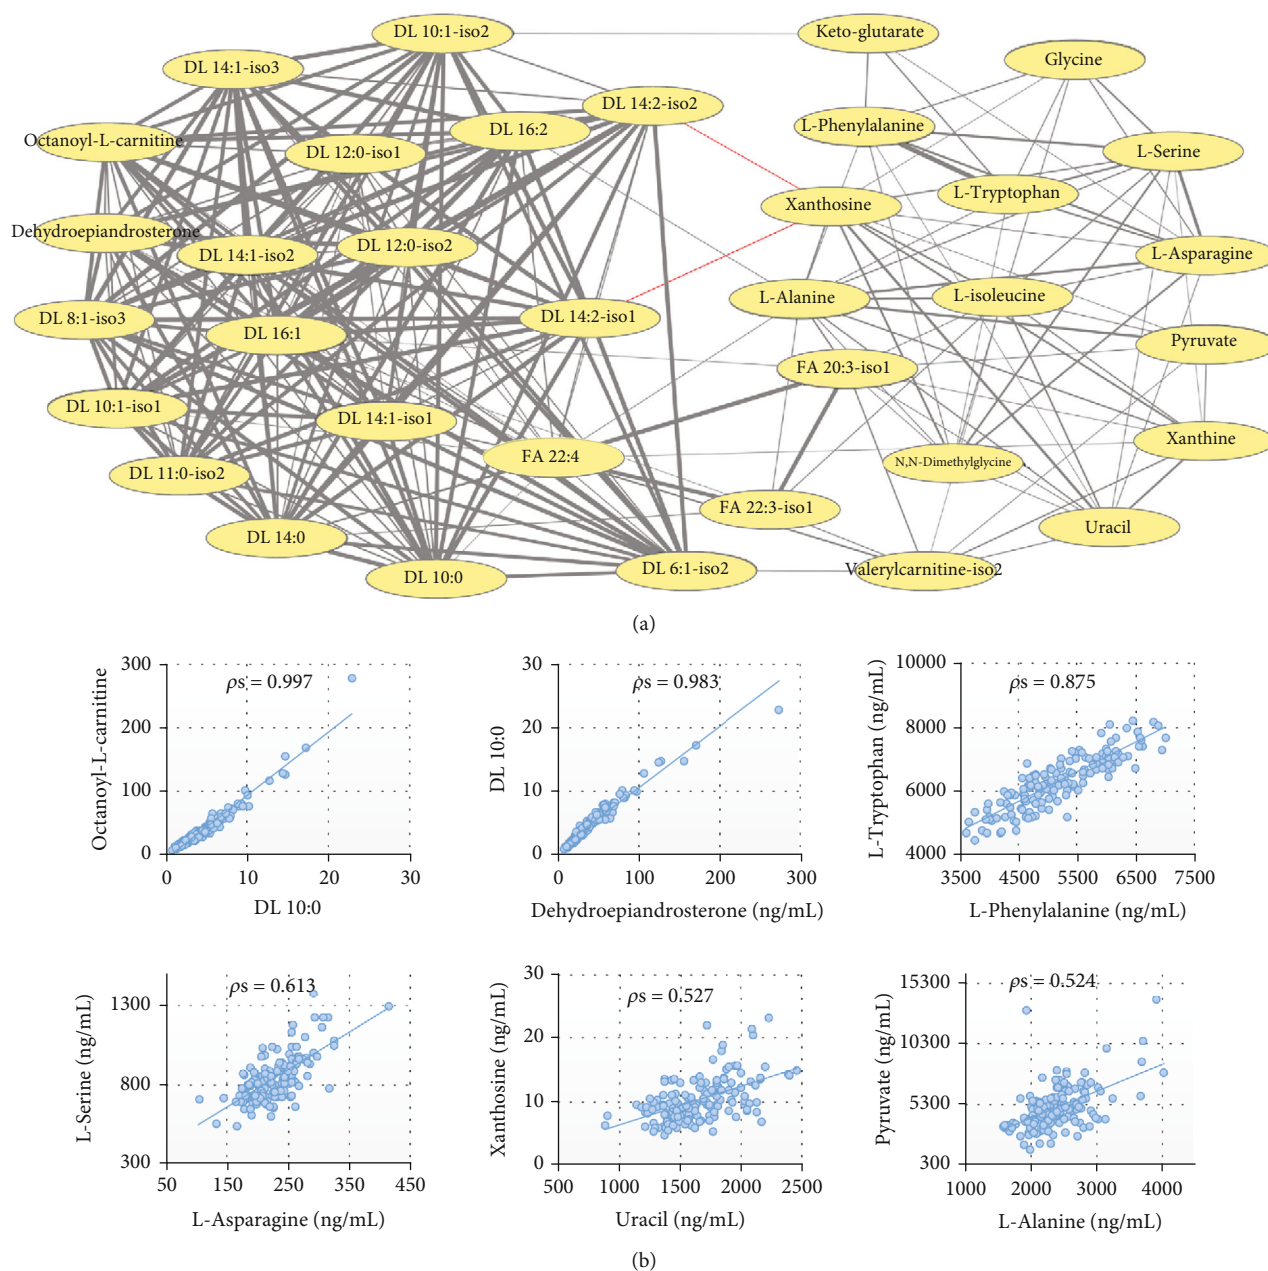 DL 10:1-iso2
Keto-glutarate
Glycine
DL 14:1-iso3
DL 14:2-iso2
DL 16:2
L-Phenylalanine
Octanoyl-L-carnitine
DL 12:0-iso1
L-Serine
L-Tryptophan
Xanthosine
Dehydroepiandrosterone
DL 12:0-iso2
DL 14:1-iso2
L-Asparagine
L-Alanine
L-isoleucine
DL 8:1-iso3
DL 16:1
DL 14:2-iso1
Pyruvate
FA 20:3-iso1
DL 10:1-iso1
DL 14:1-iso1
Xanthine
FA 22:4
N,N-Dimethylglycine
DL 11:0-iso2
FA 22:3-iso1
Uracil
DL 14:0
DL 10:0
DL 6:1-iso2
Valerylcarnitine-iso2
(a)
300
200
100
0
Octanoyl-L-carnitine
ρs = 0.997
0 10 20 30
DL 10:0
30
20
10
0
DL 10:0
ρs = 0.983
0 100 200 300
Dehydroepiandrosterone (ng/mL)
10000
8000
6000
4000
L-Tryptophan (ng/mL)
ρs = 0.875
3500 4500 5500 6500 7500
L-Phenylalanine (ng/mL)
1300
800
300
L-Serine (ng/mL)
ρs = 0.613
50 150 250 350 450
L-Asparagine (ng/mL)
30
20
10
0
Xanthosine (ng/mL)
ρs = 0.527
500 1000 1500 2000 2500
Uracil (ng/mL)
15300
10300
5300
300
Pyruvate (ng/mL)
ρs = 0.524
1000 2000 3000 4000
L-Alanine (ng/mL)
(b)